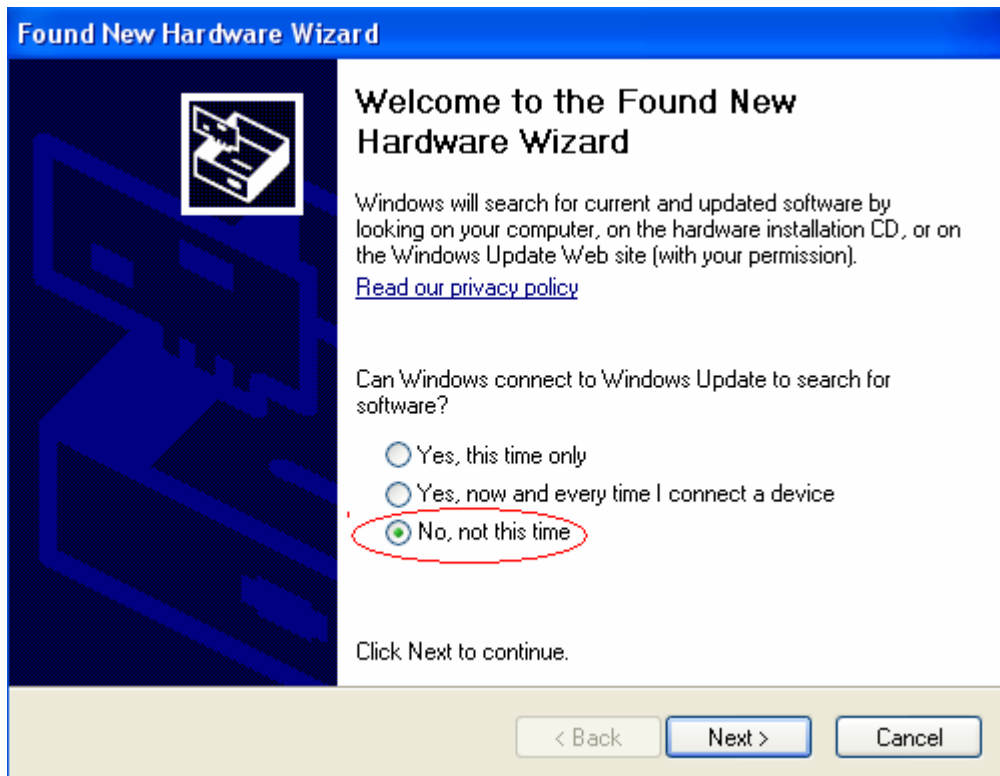 Found New Hardware Wizard
Welcome to the Found New
Hardware Wizard
Windows will search for current and updated software by
looking on your computer, on the hardware installation CD, or on
the Windows Update Web site (with your permission).
Read our privacy policy
Can Windows connect to Windows Update to search for
software?
Yes, this time only
Yes, now and every time I connect a device
No, not this time
Click Next to continue.
< Back
Next >
Cancel